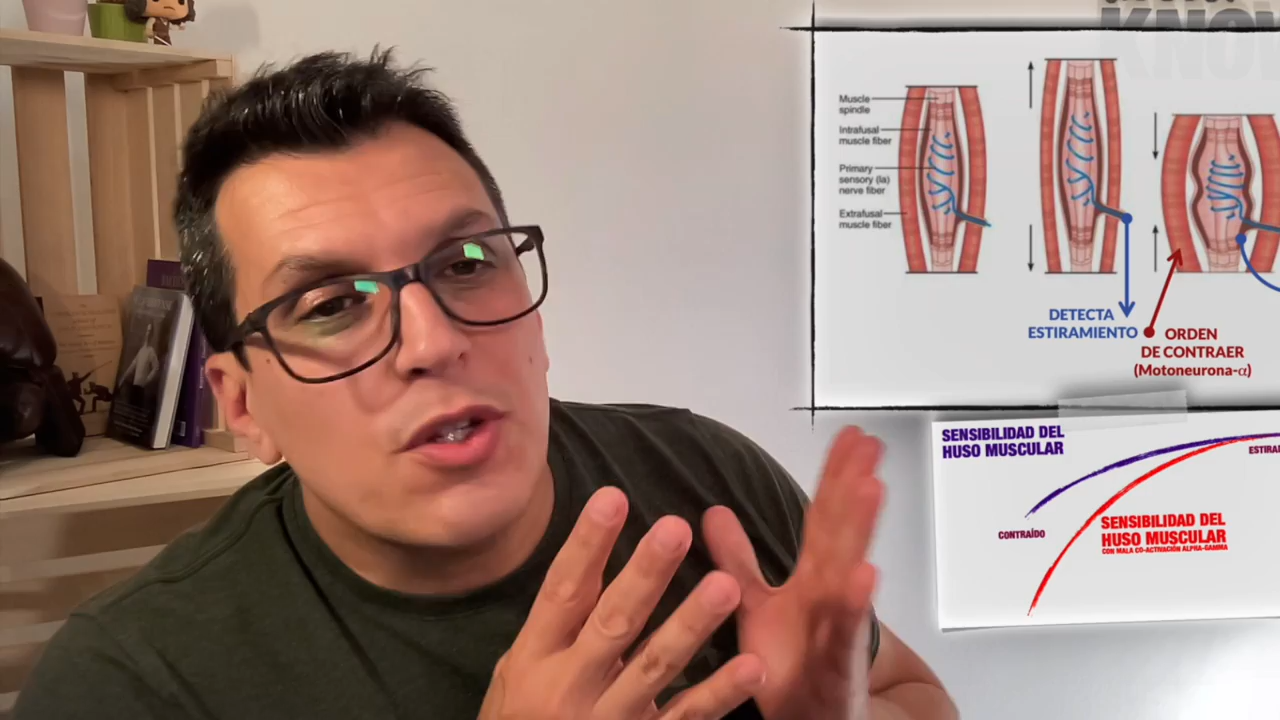 KNOW
Muscle
spindle
Intrafusal
muscle fiber
Primary
sensory (Ia)
nerve fiber
Extrafusal
muscle fiber
DETECTA
ESTIRAMIENTO
ORDEN
DE CONTRAER
(Motoneurona-α)
SENSIBILIDAD DEL
HUSO MUSCULAR
CONTRAÍDO
SENSIBILIDAD DEL
HUSO MUSCULAR
CON MALA CO-ACTIVACIÓN ALPHA-GAMMA